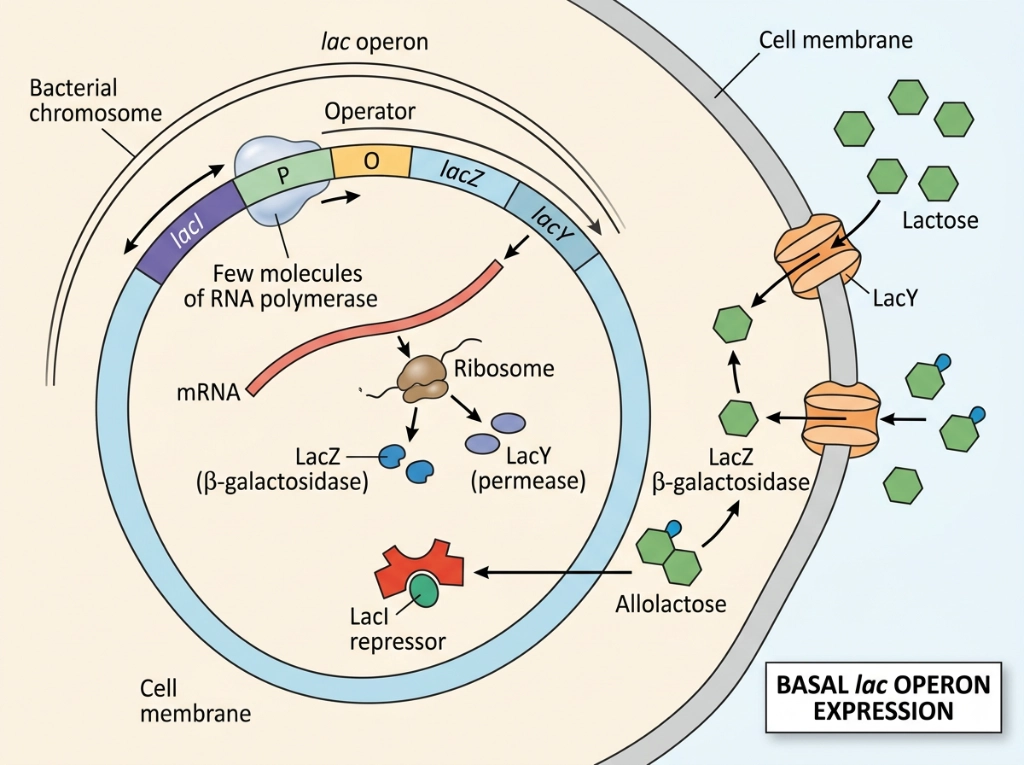 lac operon
Cell membrane
Bacterial
chromosome
Operator
P
O
lacZ
lacY
lacI
Lactose
Few molecules
of RNA polymerase
LacY
mRNA
Ribosome
LacZ
(β-galactosidase)
LacY
(permease)
LacZ
β-galactosidase
Allolactose
LacI
repressor
Cell
membrane
BASAL lac OPERON
EXPRESSION